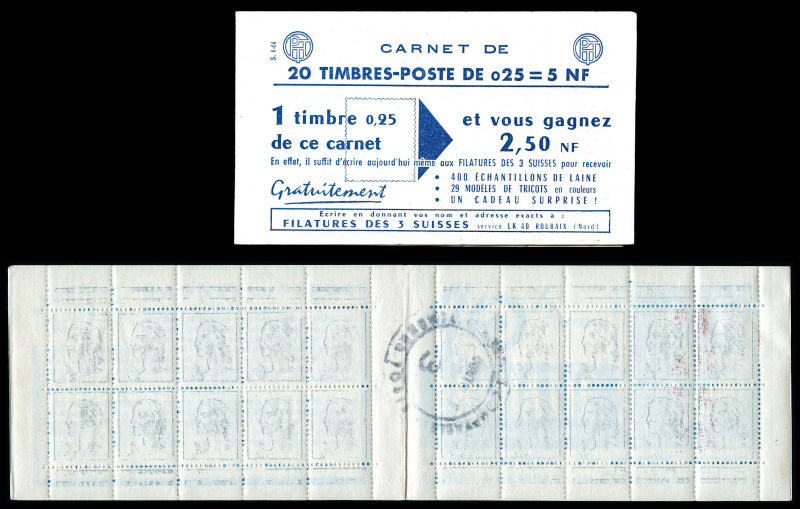 S. 1-60
PTT
PTT
CARNET DE
20 TIMBRES-POSTE DE 0,25 = 5 NF
1 timbre 0,25
de ce carnet
et vous gagnez
2,50 NF
En effet, il suffit d'écrire aujourd'hui même aux FILATURES DES 3 SUISSES pour recevoir
Gratuitement
• 400 ÉCHANTILLONS DE LAINE
• 29 MODÈLES DE TRICOTS en couleurs
• UN CADEAU SURPRISE !
Ecrire en donnant vos nom et adresse exacts à :
FILATURES DES 3 SUISSES service LK 40 ROUBAIX (Nord)